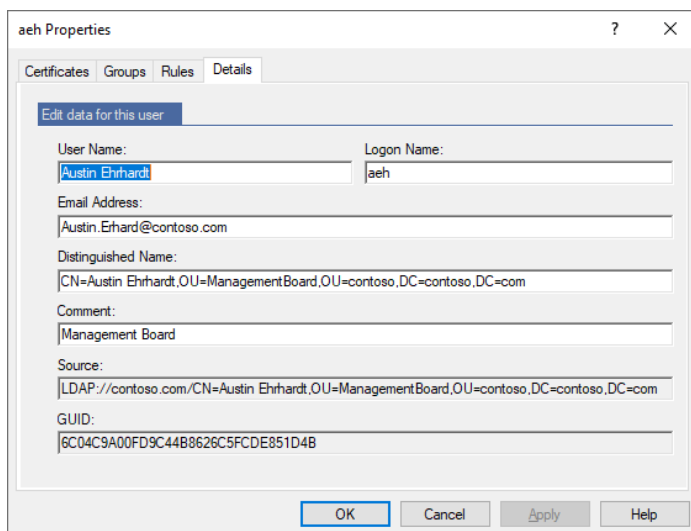 aeh Properties
Certificates Groups Rules Details
Edit data for this user
User Name: Logon Name:
Austin Ehrhardt aeh
Email Address:
Austin.Erhard@contoso.com
Distinguished Name:
CN=Austin Ehrhardt,OU=ManagementBoard,OU=contoso,DC=contoso,DC=com
Comment:
Management Board
Source:
LDAP://contoso.com/CN=Austin Ehrhardt,OU=ManagementBoard,OU=contoso,DC=contoso,DC=com
GUID:
6C04C9A00FD9C44B8626C5FCDE851D4B
OK Cancel Apply Help